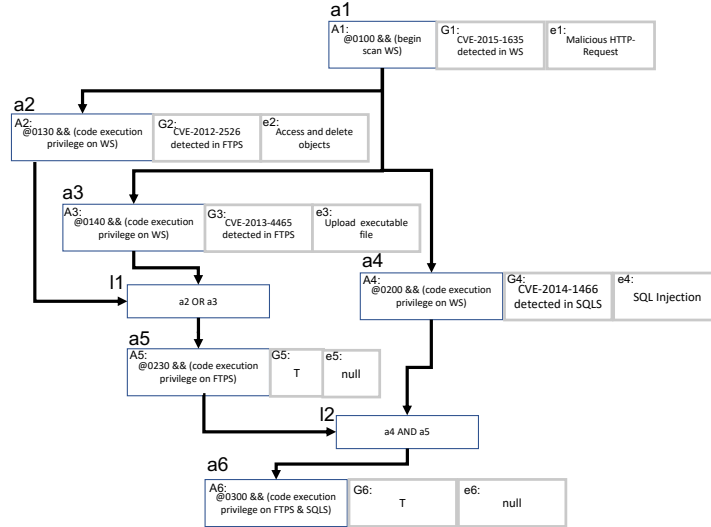 a1
A1:
@0100 && (begin
scan WS)
G1:
CVE-2015-1635
detected in WS
e1:
Malicious HTTP-
Request
a2
A2:
@0130 && (code execution
privilege on WS)
G2:
CVE-2012-2526
detected in FTPS
e2:
Access and delete
objects
a3
A3:
@0140 && (code execution
privilege on WS)
G3:
CVE-2013-4465
detected in FTPS
e3:
Upload executable
file
a4
A4:
@0200 && (code execution
privilege on WS)
G4:
CVE-2014-1466
detected in SQLS
e4:
SQL Injection
l1
a2 OR a3
a5
A5:
@0230 && (code execution
privilege on FTPS)
G5:
T
e5:
null
l2
a4 AND a5
a6
A6:
@0300 && (code execution
privilege on FTPS & SQLS)
G6:
T
e6:
null